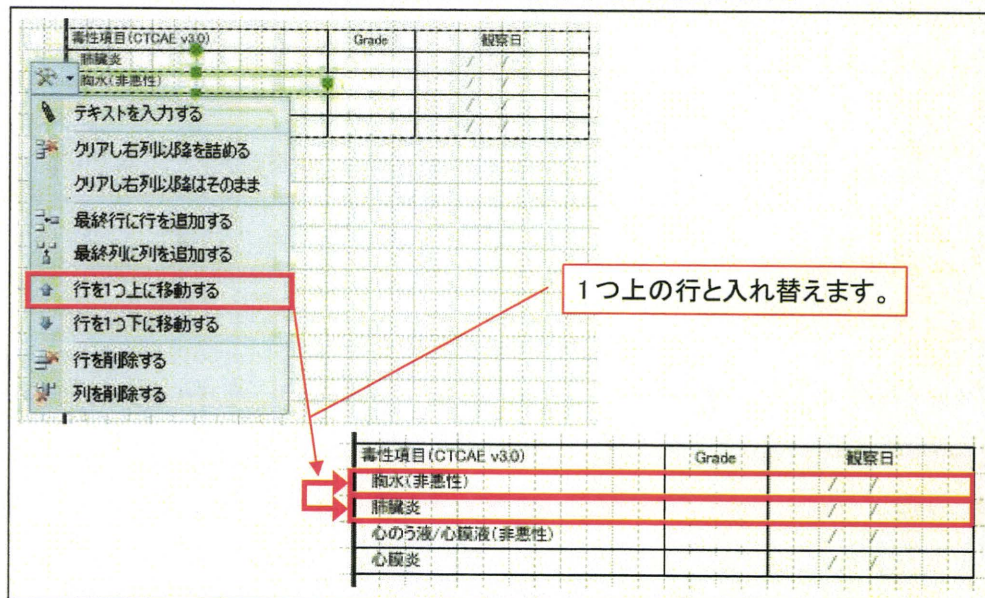 毒性項目(CTCAE v3.0) Grade 観察日
肺臓炎 / /
胸水(非悪性) / /
/ /
/ /
テキストを入力する
クリアし右列以降を詰める
クリアし右列以降はそのまま
最終行に行を追加する
最終列に列を追加する
行を1つ上に移動する
行を1つ下に移動する
行を削除する
列を削除する
1つ上の行と入れ替えます。
毒性項目(CTCAE v3.0) Grade 観察日
胸水(非悪性) / /
肺臓炎 / /
心のう液/心膜液(非悪性) / /
心膜炎 / /